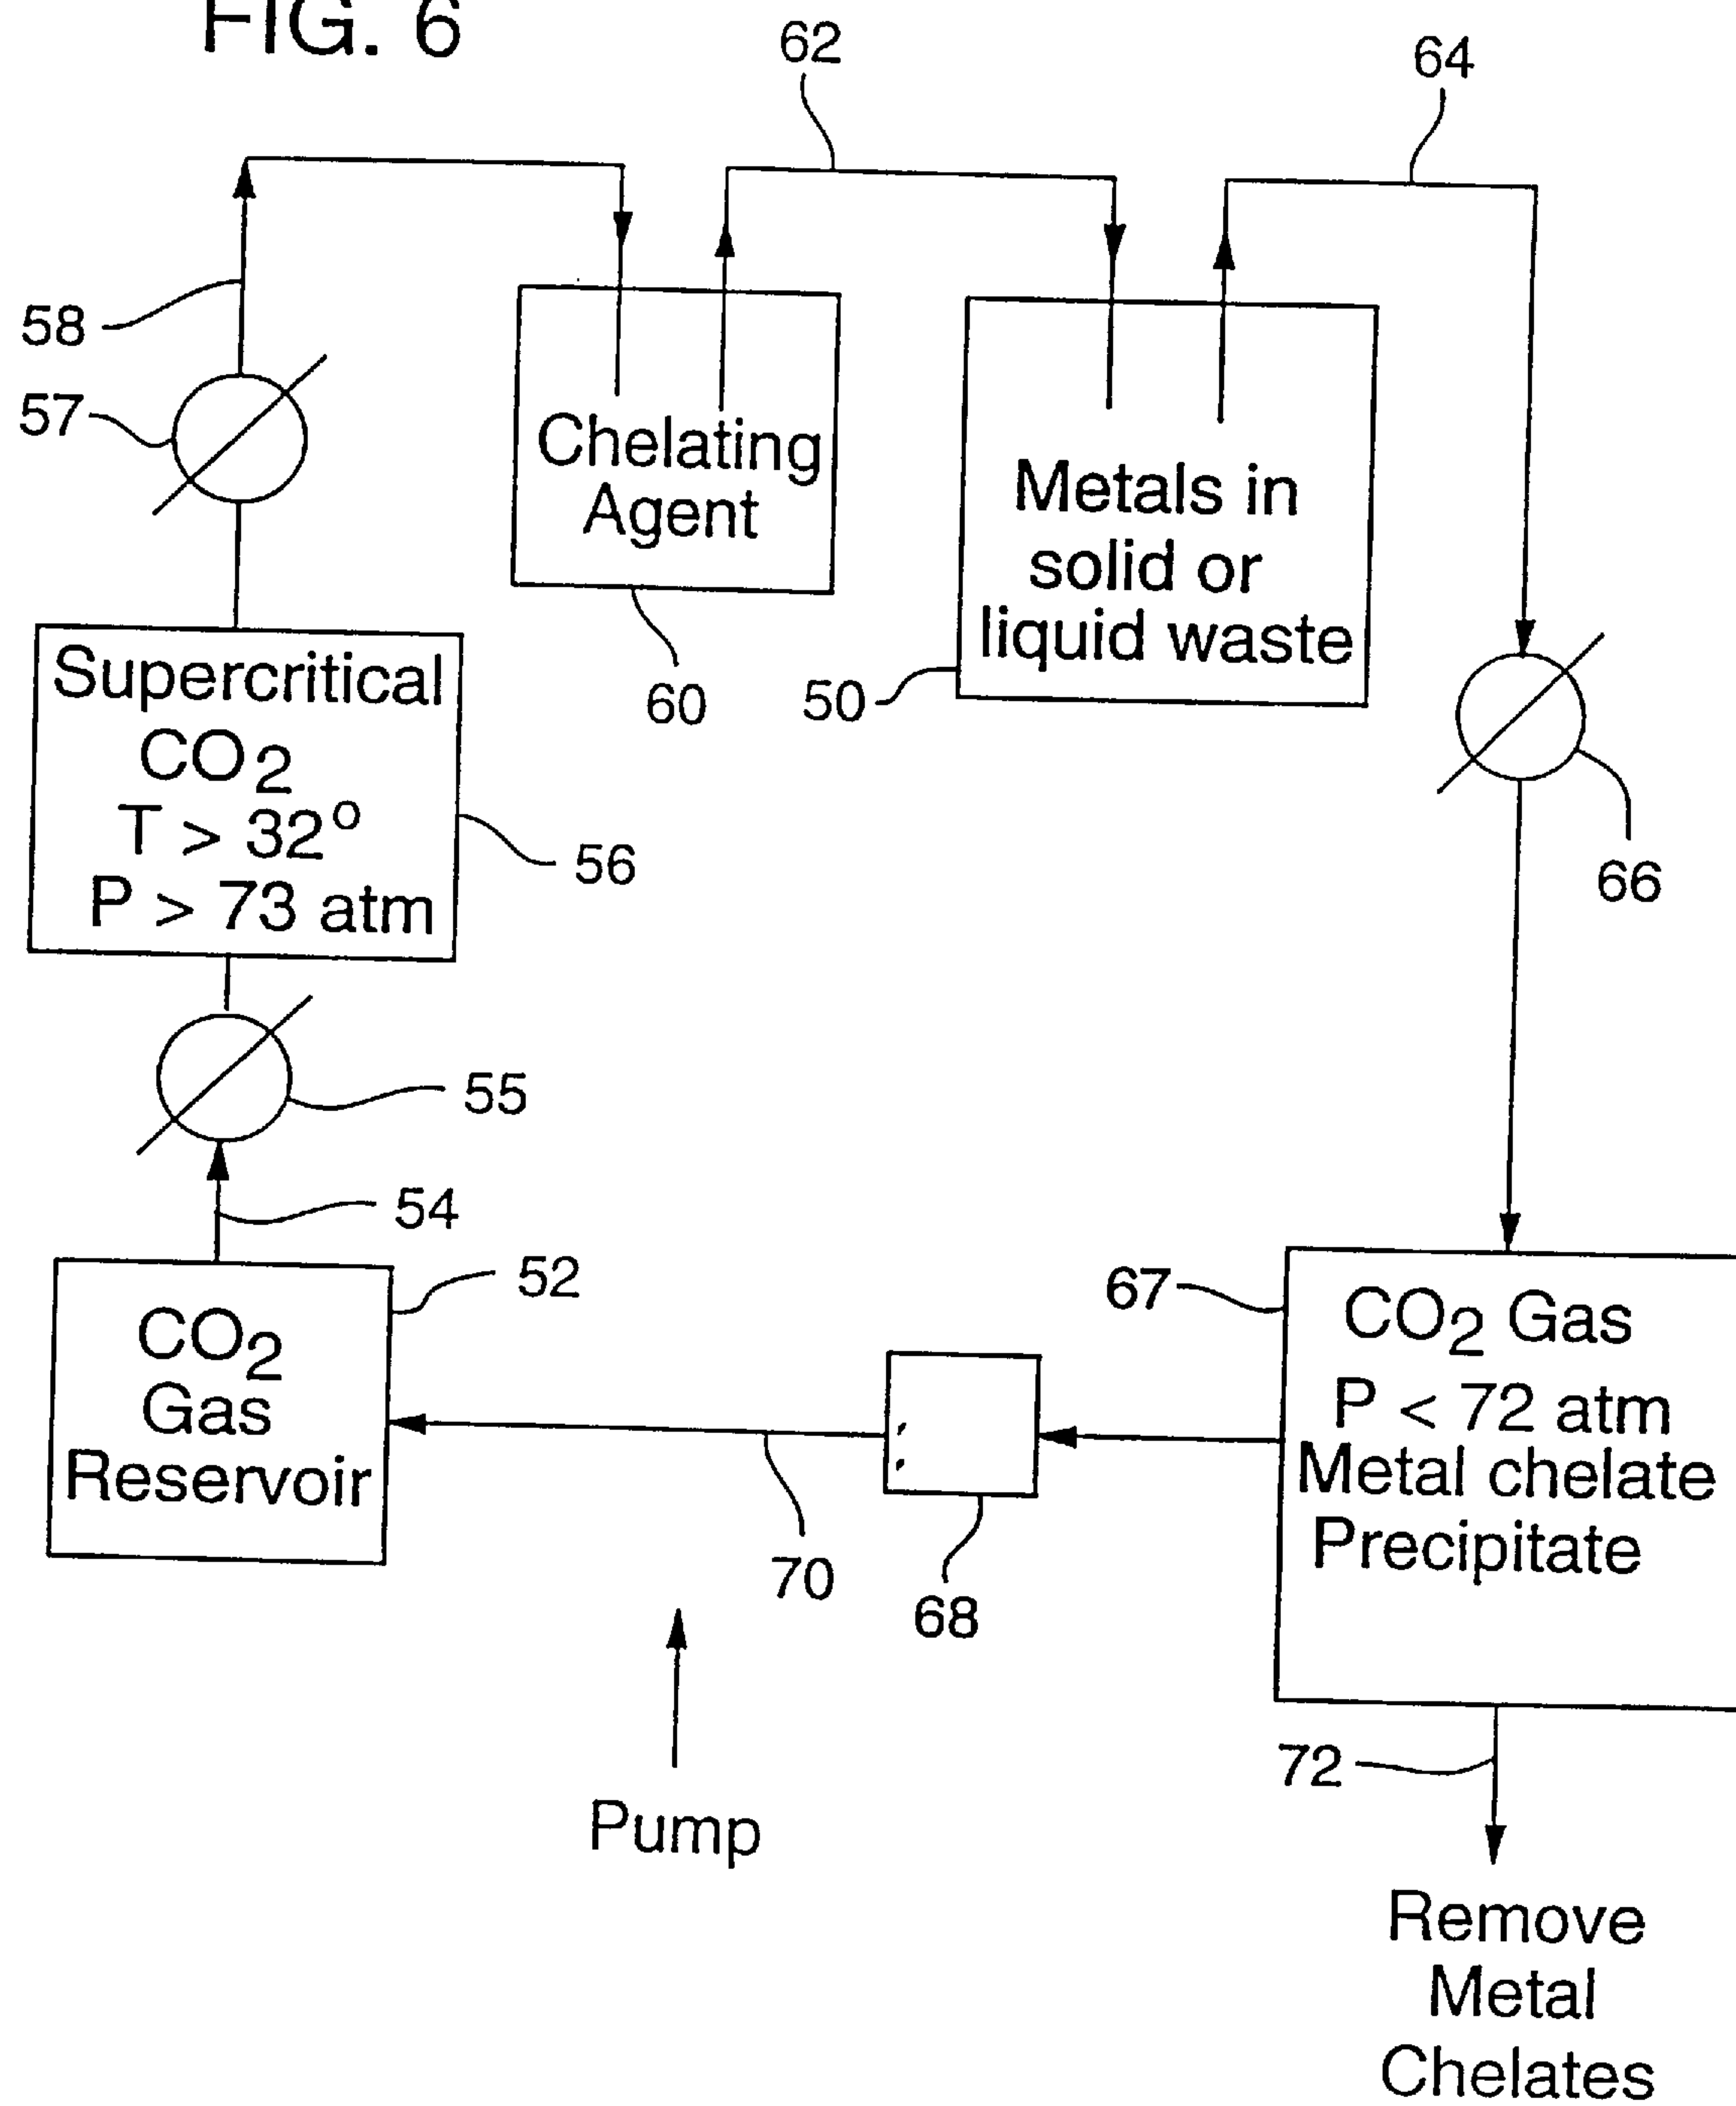 FIG. 6
62
64
58
57
Chelating
Agent
60
Metals in
solid or
liquid waste
50
Supercritical
CO2
T > 32°
P > 73 atm
56
66
55
54
52
CO2
Gas
Reservoir
67
CO2 Gas
P < 72 atm
Metal chelate
Precipitate
70
68
72
Pump
Remove
Metal
Chelates